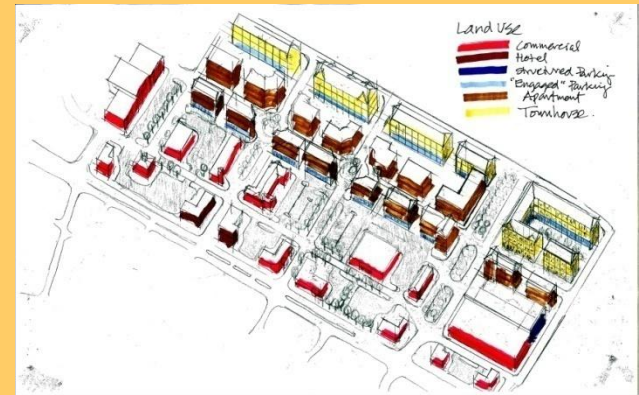 Land Use
Commercial
Hotel
Structured Parking
"Engaged" Parking
Apartment
Townhouse.